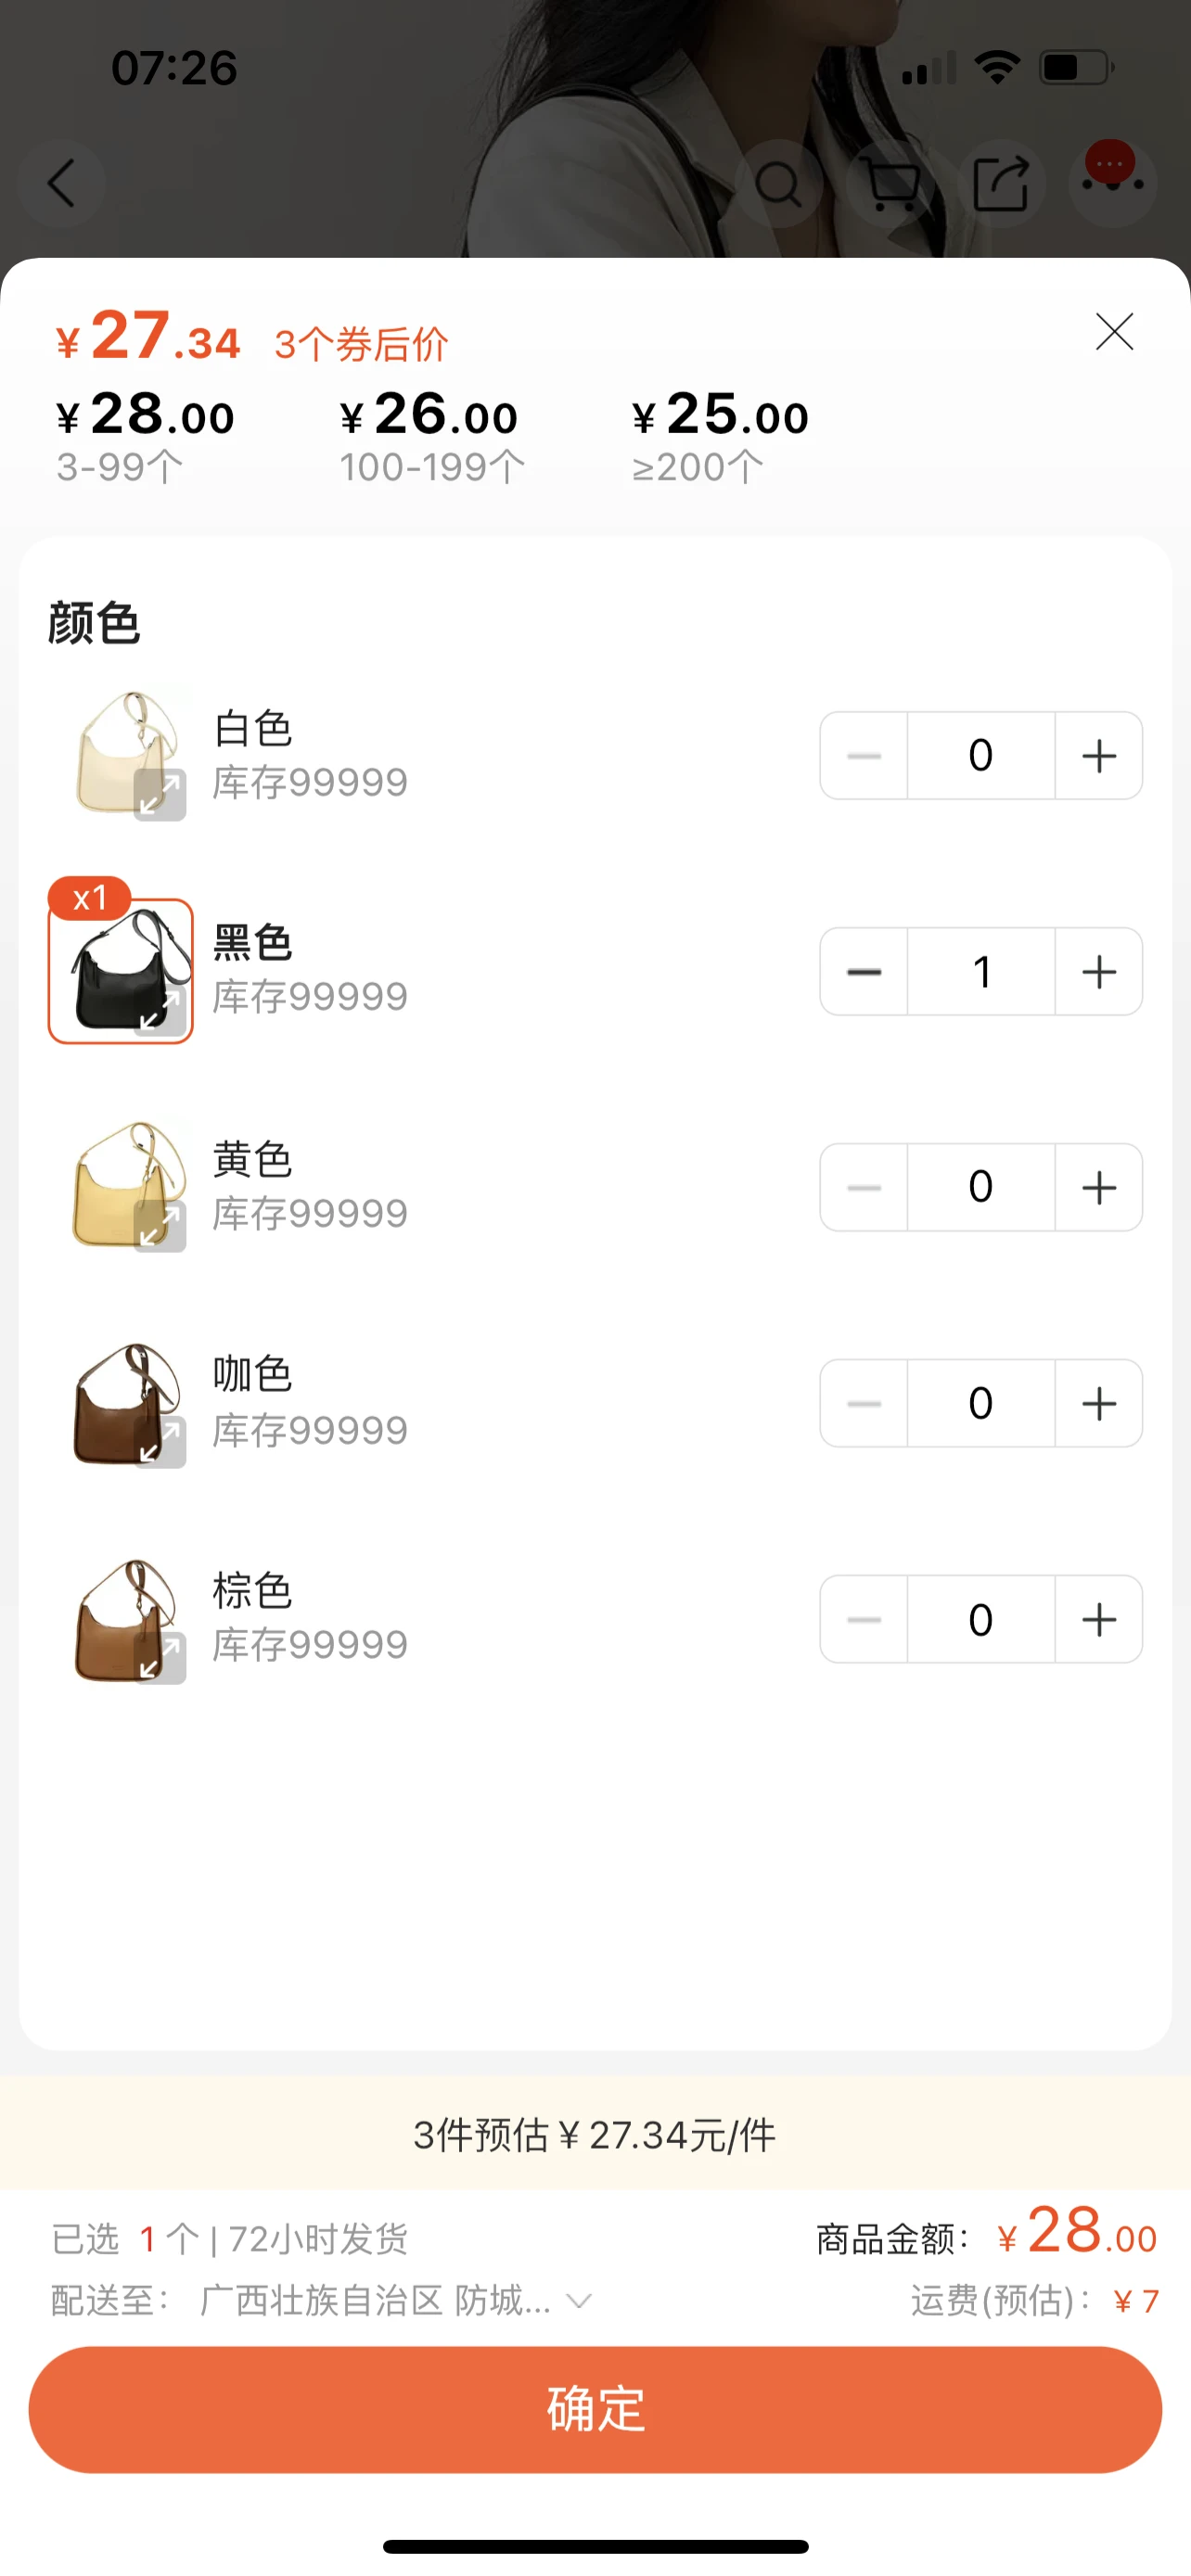 07:26
¥27.34 3个券后价
¥28.00 ¥26.00 ¥25.00
3-99个 100-199个 ≥200个
颜色
白色
库存99999
0
x1
黑色
库存99999
1
黄色
库存99999
0
咖色
库存99999
0
棕色
库存99999
0
3件预估¥27.34元/件
已选 1 个 | 72小时发货 商品金额： ¥28.00
配送至： 广西壮族自治区 防城... 运费(预估)： ¥7
确定